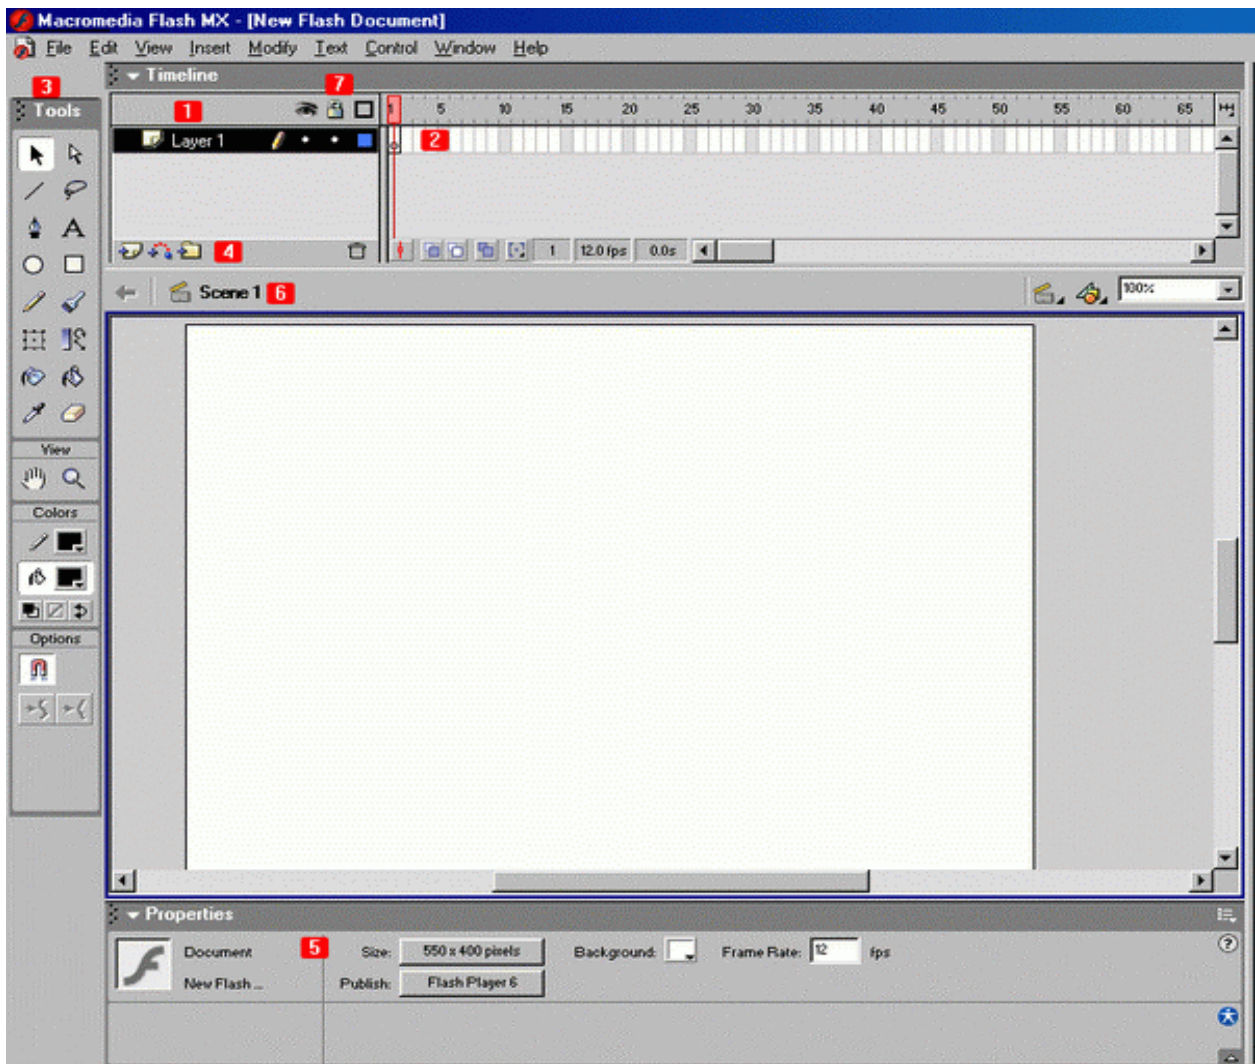 Macromedia Flash MX - [New Flash Document]
File Edit View Insert Modify Text Control Window Help
Timeline
3
7
Tools
1
1 5 10 15 20 25 30 35 40 45 50 55 60 65
Layer 1
2
4
1 12.0 fps 0.0s
Scene 1 6
100%
View
Colors
Options
Properties
Document
5
Size: 550 x 400 pixels
Background:
Frame Rate: 12 fps
New Flash ...
Publish: Flash Player 6